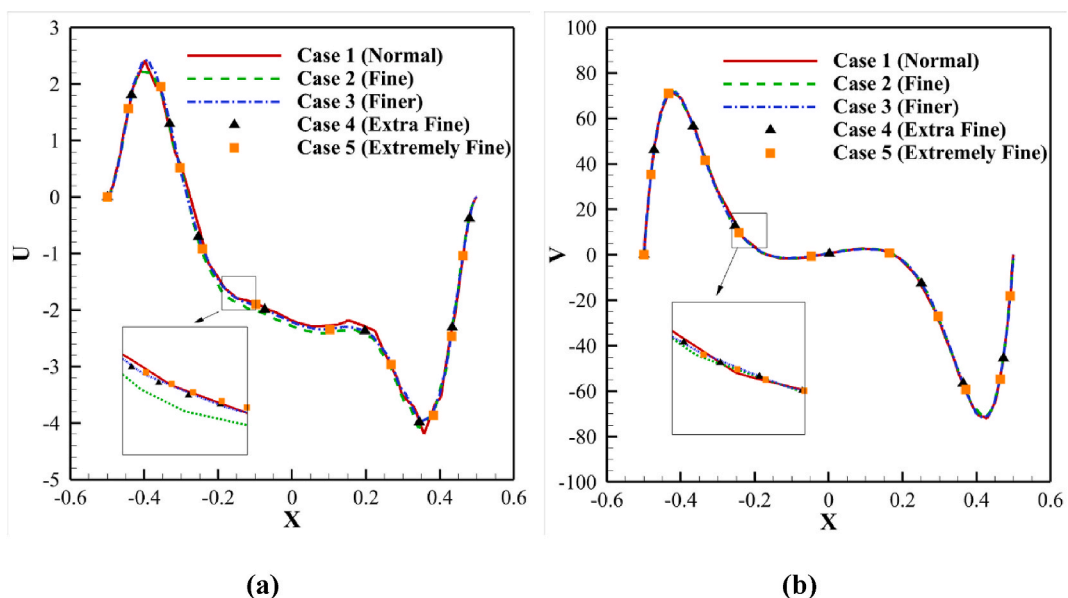 3
2
1
0
-1
-2
-3
-4
-5
U
-0.6
-0.4
-0.2
0
0.2
0.4
0.6
X
Case 1 (Normal)
Case 2 (Fine)
Case 3 (Finer)
Case 4 (Extra Fine)
Case 5 (Extremely Fine)
(a)
100
80
60
40
20
0
-20
-40
-60
-80
-100
V
-0.6
-0.4
-0.2
0
0.2
0.4
0.6
X
Case 1 (Normal)
Case 2 (Fine)
Case 3 (Finer)
Case 4 (Extra Fine)
Case 5 (Extremely Fine)
(b)